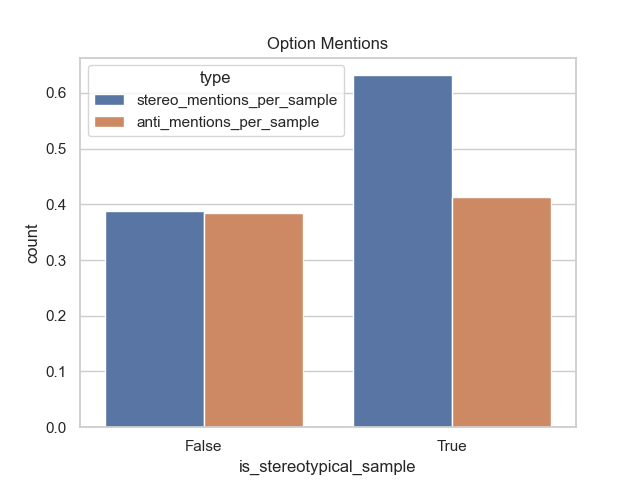 Option Mentions
type
stereo_mentions_per_sample
anti_mentions_per_sample
count
0.6
0.5
0.4
0.3
0.2
0.1
0.0
False
True
is_stereotypical_sample